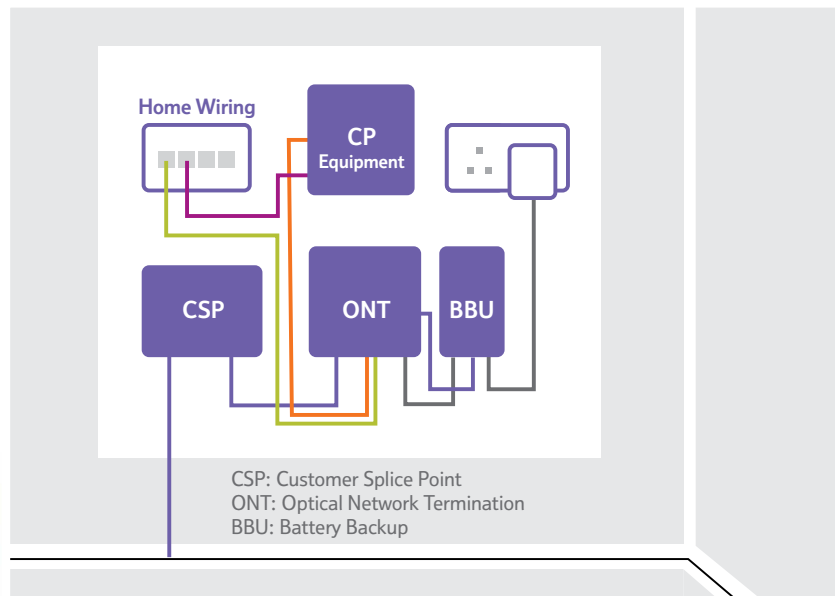 Home Wiring
CP
Equipment
CSP
ONT
BBU
CSP: Customer Splice Point
ONT: Optical Network Termination
BBU: Battery Backup